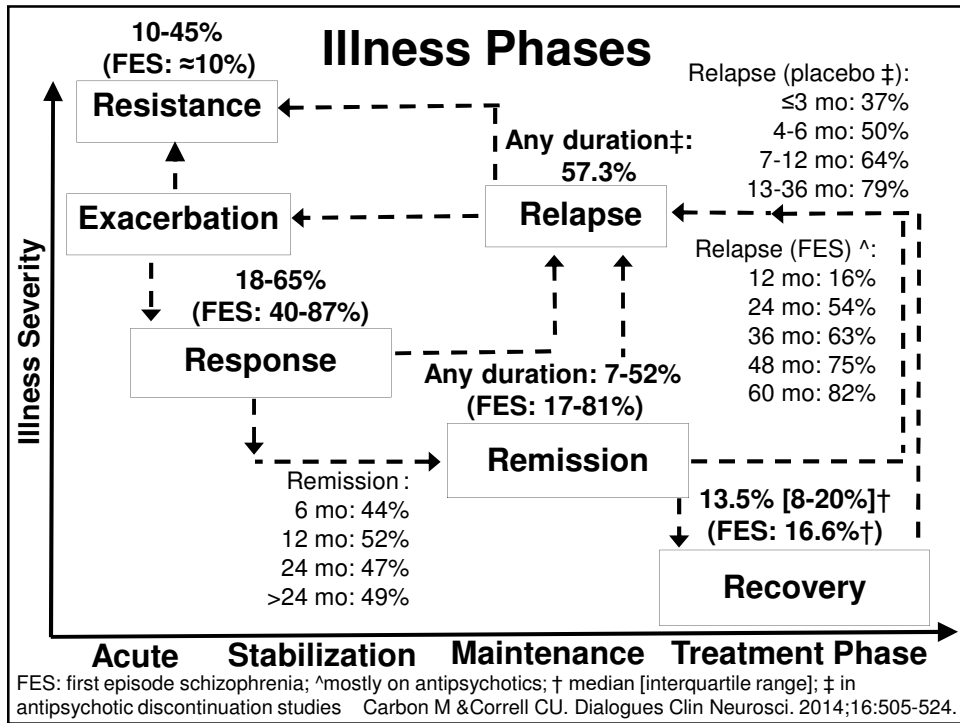 Illness Phases
10-45%
(FES: ≈10%)
Resistance
Relapse (placebo ‡):
≤3 mo: 37%
4-6 mo: 50%
7-12 mo: 64%
13-36 mo: 79%
Any duration‡:
57.3%
Exacerbation
Relapse
Relapse (FES) ^:
12 mo: 16%
24 mo: 54%
36 mo: 63%
48 mo: 75%
60 mo: 82%
18-65%
(FES: 40-87%)
Response
Any duration: 7-52%
(FES: 17-81%)
Remission
Remission :
6 mo: 44%
12 mo: 52%
24 mo: 47%
>24 mo: 49%
13.5% [8-20%]†
(FES: 16.6%†)
Recovery
Illness Severity
Acute Stabilization Maintenance Treatment Phase
FES: first episode schizophrenia; ^mostly on antipsychotics; † median [interquartile range]; ‡ in
antipsychotic discontinuation studies Carbon M &Correll CU. Dialogues Clin Neurosci. 2014;16:505-524.